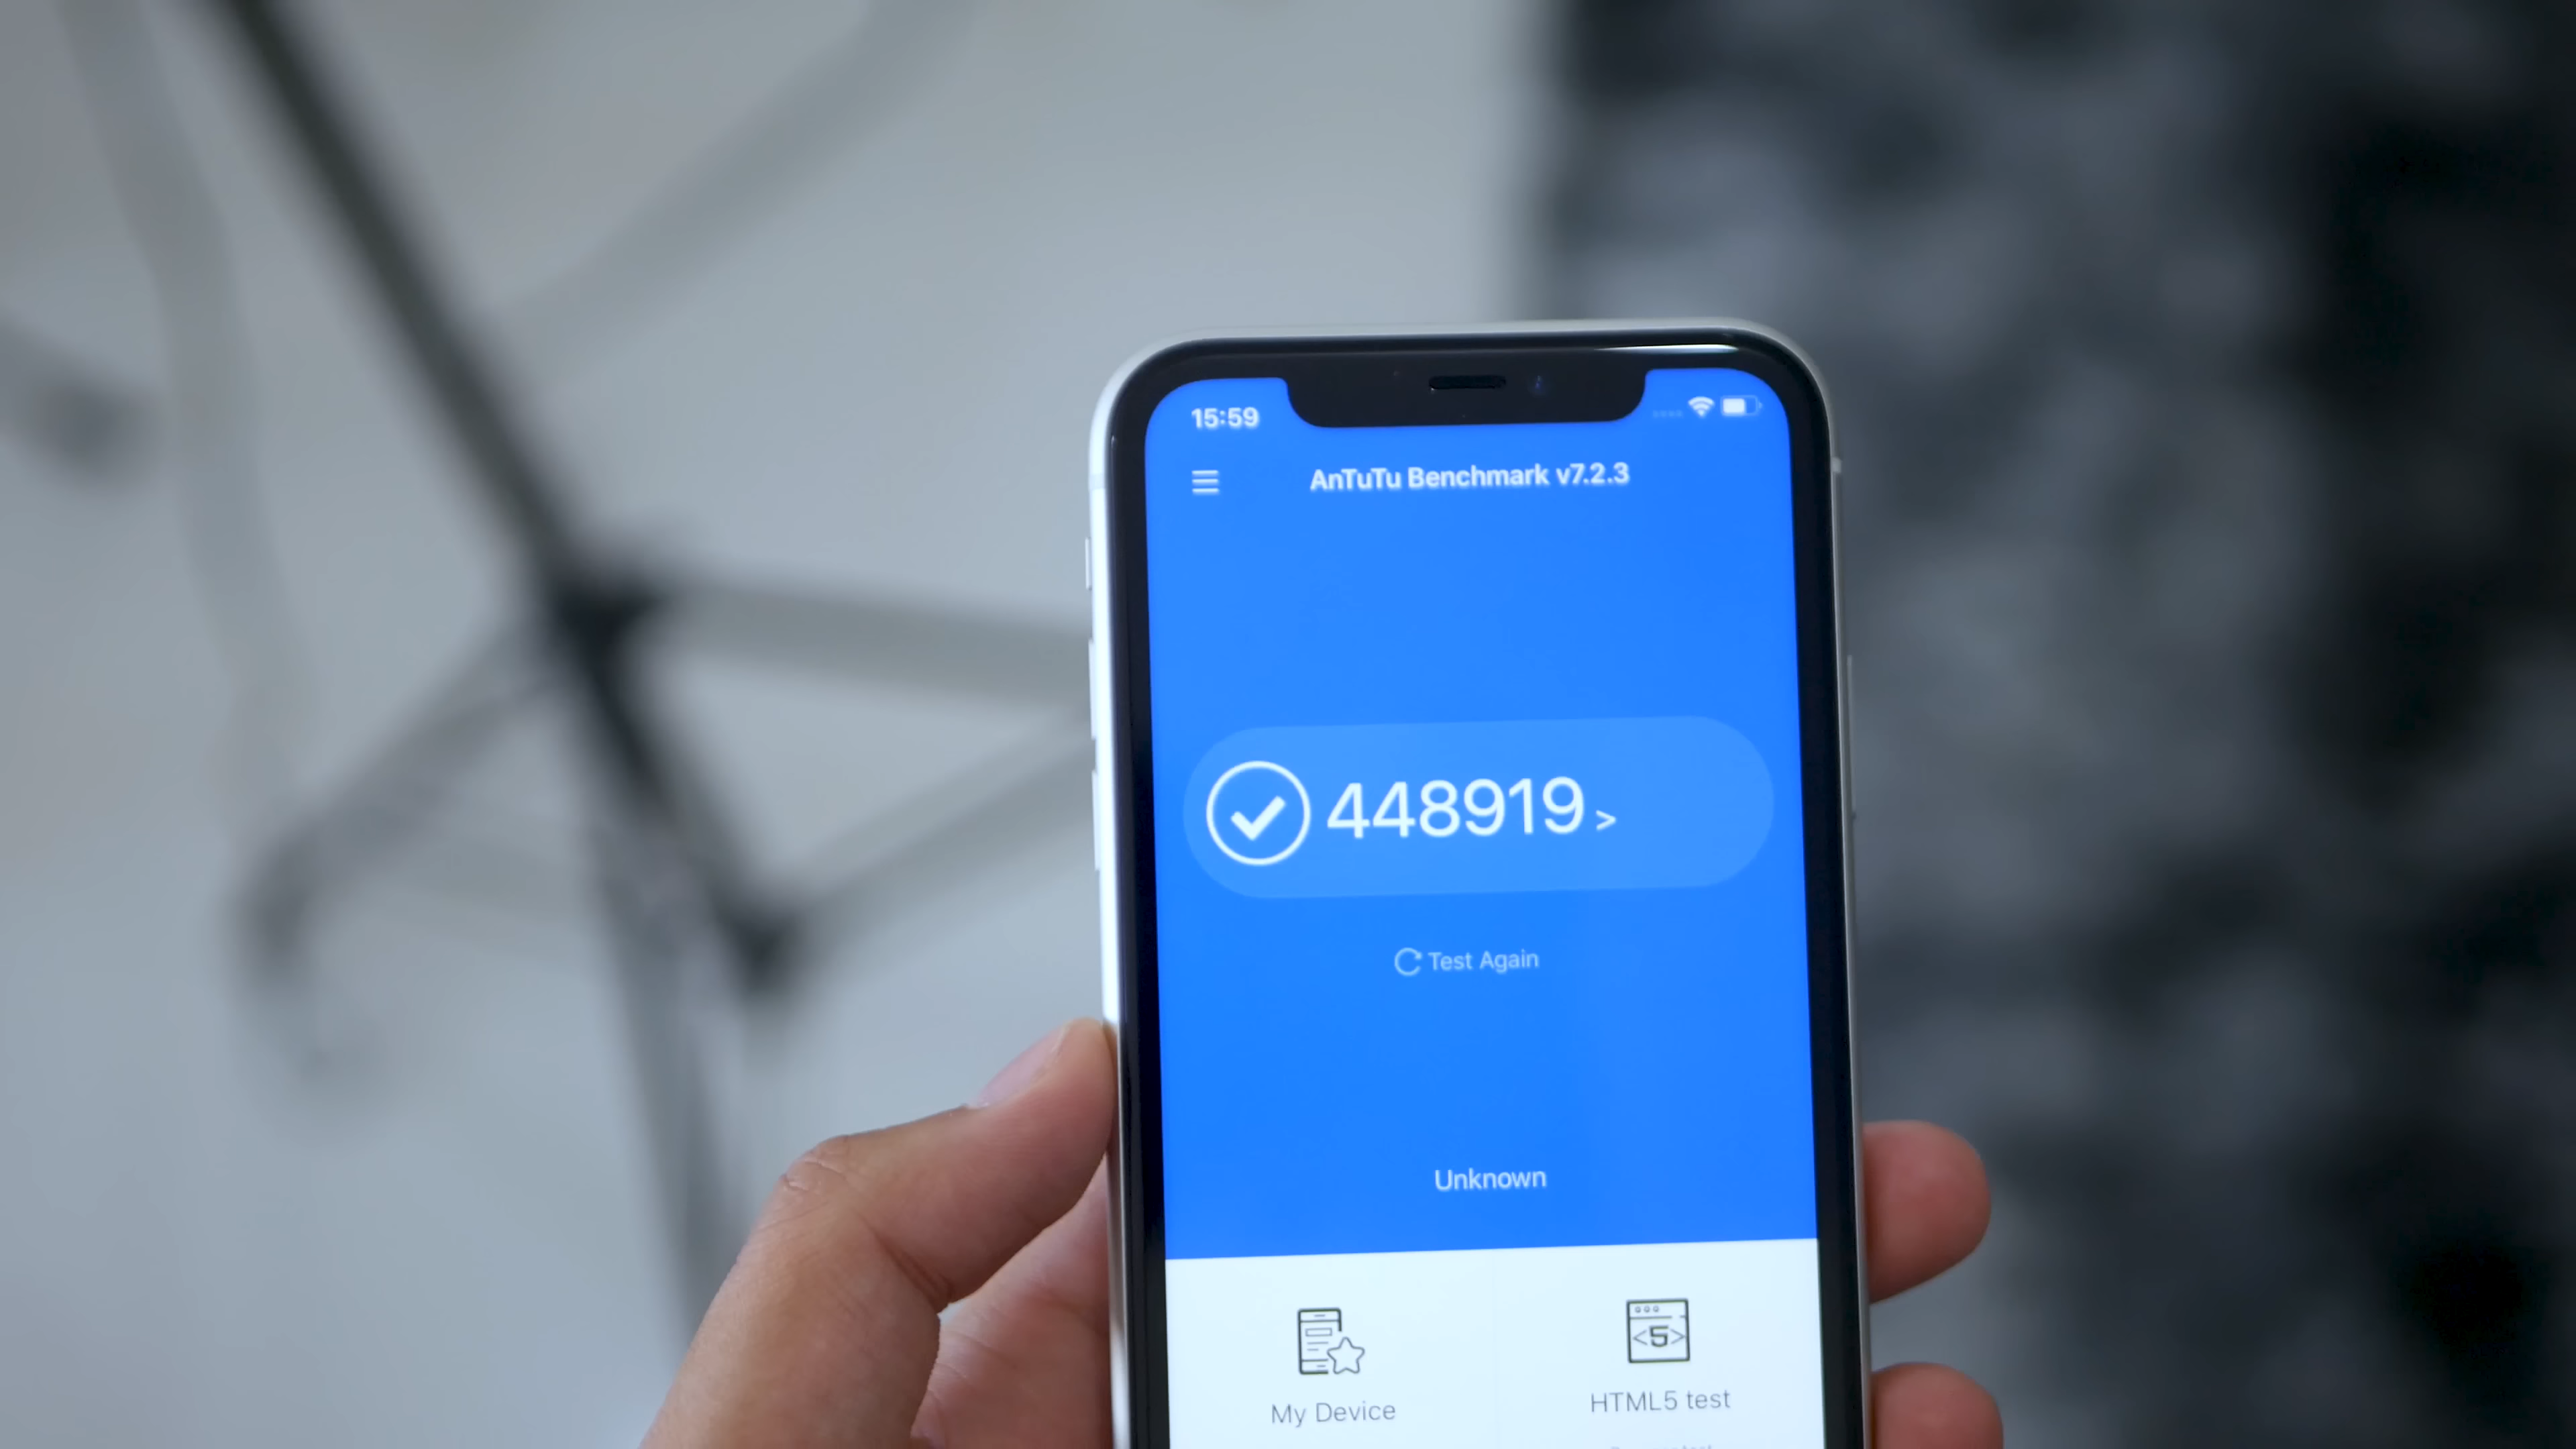 15:59
AnTuTu Benchmark v7.2.3
448919 >
Test Again
Unknown
My Device
HTML5 test